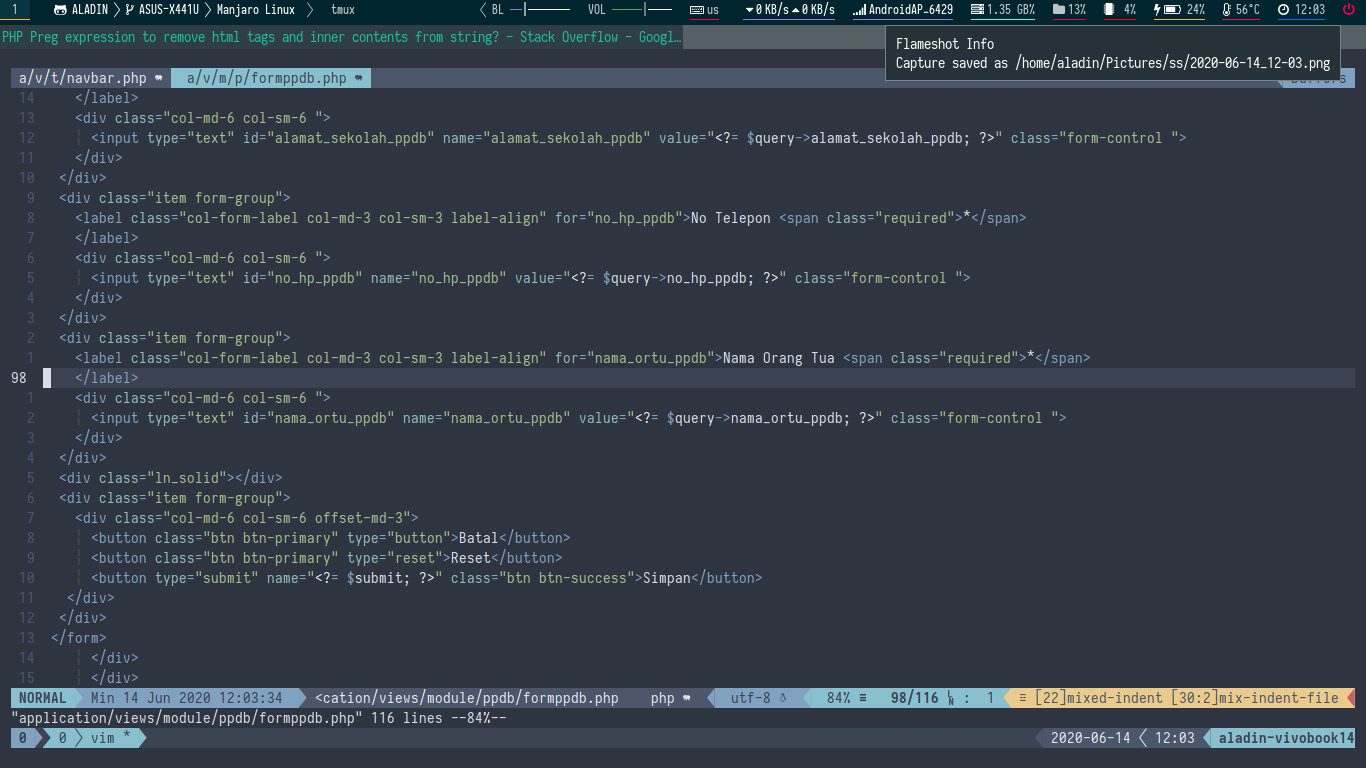 1 ALADIN ASUS-X441U Manjaro Linux tmux BL VOL us 0 KB/s 0 KB/s AndroidAP-6429 1.35 GB% 13% 4% 24% 56°C 12:03
PHP Preg expression to remove html tags and inner contents from string? - Stack Overflow - Googl…
Flameshot Info
Capture saved as /home/aladin/Pictures/ss/2020-06-14_12-03.png
a/v/t/navbar.php a/v/m/p/formppdb.php
14 </label>
13 <div class="col-md-6 col-sm-6 ">
12 <input type="text" id="alamat_sekolah_ppdb" name="alamat_sekolah_ppdb" value="<?= $query->alamat_sekolah_ppdb; ?>" class="form-control ">
11 </div>
10 </div>
9 <div class="item form-group">
8 <label class="col-form-label col-md-3 col-sm-3 label-align" for="no_hp_ppdb">No Telepon <span class="required">*</span>
7 </label>
6 <div class="col-md-6 col-sm-6 ">
5 <input type="text" id="no_hp_ppdb" name="no_hp_ppdb" value="<?= $query->no_hp_ppdb; ?>" class="form-control ">
4 </div>
3 </div>
2 <div class="item form-group">
1 <label class="col-form-label col-md-3 col-sm-3 label-align" for="nama_ortu_ppdb">Nama Orang Tua <span class="required">*</span>
98 </label>
1 <div class="col-md-6 col-sm-6 ">
2 <input type="text" id="nama_ortu_ppdb" name="nama_ortu_ppdb" value="<?= $query->nama_ortu_ppdb; ?>" class="form-control ">
3 </div>
4 </div>
5 <div class="ln_solid"></div>
6 <div class="item form-group">
7 <div class="col-md-6 col-sm-6 offset-md-3">
8 <button class="btn btn-primary" type="button">Batal</button>
9 <button class="btn btn-primary" type="reset">Reset</button>
10 <button type="submit" name="<?= $submit; ?>" class="btn btn-success">Simpan</button>
11 </div>
12 </div>
13 </form>
14 </div>
15 </div>
NORMAL Min 14 Jun 2020 12:03:34 <cation/views/module/ppdb/formppdb.php php utf-8 84% ≡ 98/116 : 1 ≡ [22]mixed-indent [30:2]mix-indent-file
"application/views/module/ppdb/formppdb.php" 116 lines --84%--
0 0 vim * 2020-06-14 12:03 aladin-vivobook14